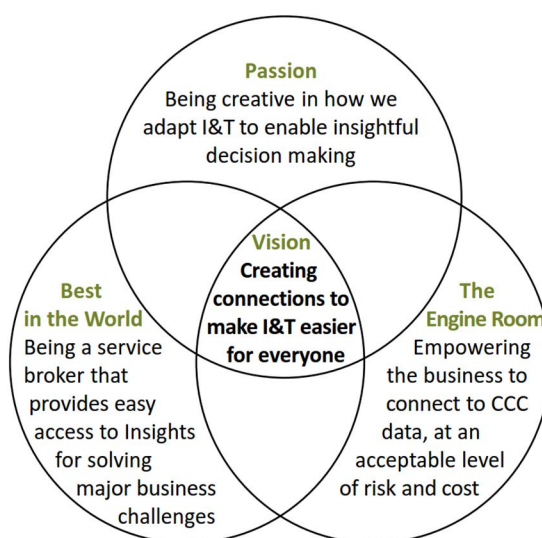 Passion
Being creative in how we
adapt I&T to enable insightful
decision making
Vision
Creating
connections to
make I&T easier
for everyone
Best
in the World
Being a service
broker that
provides easy
access to Insights
for solving
major business
challenges
The
Engine Room
Empowering
the business to
connect to CCC
data, at an
acceptable level
of risk and cost